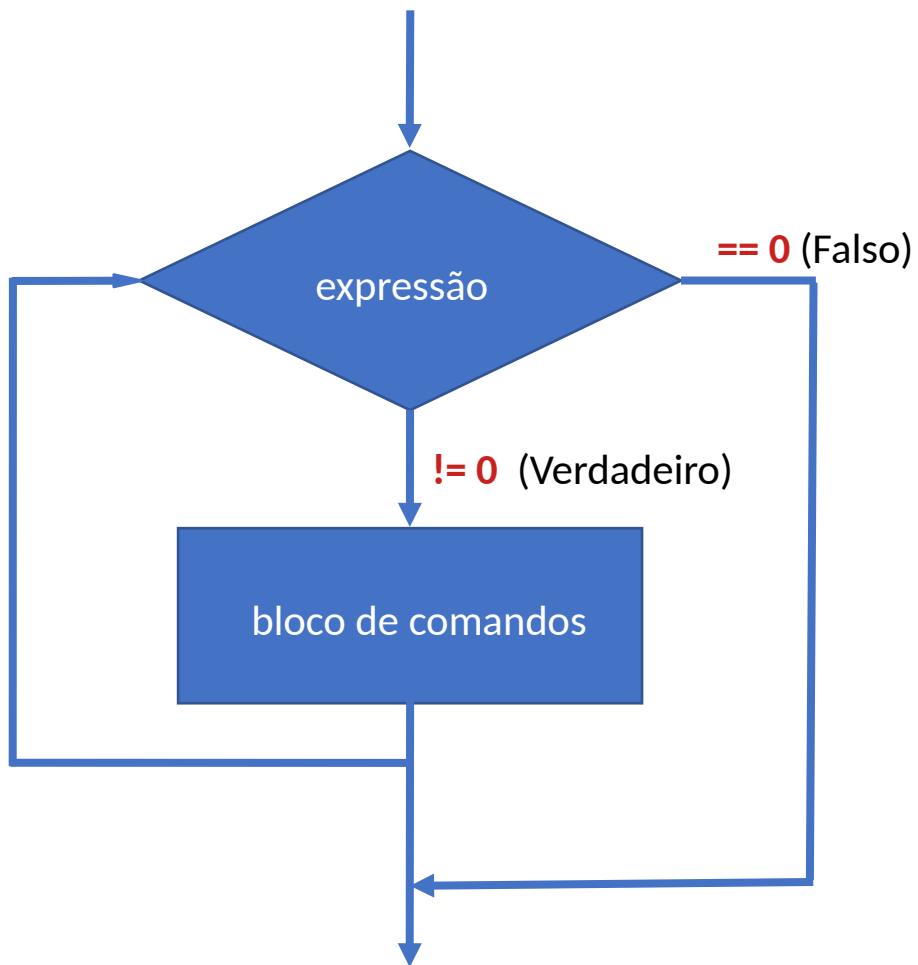 == 0 (Falso)
expressão
!= 0 (Verdadeiro)
bloco de comandos